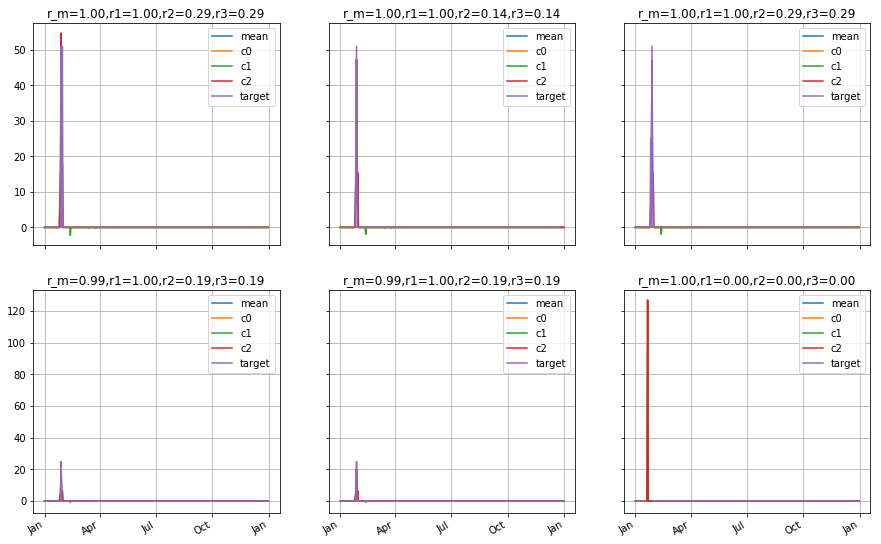 r_m=1.00,r1=1.00,r2=0.29,r3=0.29
r_m=1.00,r1=1.00,r2=0.14,r3=0.14
r_m=1.00,r1=1.00,r2=0.29,r3=0.29
50
40
30
20
10
0
mean
c0
c1
c2
target
mean
c0
c1
c2
target
mean
c0
c1
c2
target
r_m=0.99,r1=1.00,r2=0.19,r3=0.19
r_m=0.99,r1=1.00,r2=0.19,r3=0.19
r_m=1.00,r1=0.00,r2=0.00,r3=0.00
120
100
80
60
40
20
0
mean
c0
c1
c2
target
mean
c0
c1
c2
target
mean
c0
c1
c2
target
Jan Apr Jul Oct Jan
Jan Apr Jul Oct Jan
Jan Apr Jul Oct Jan